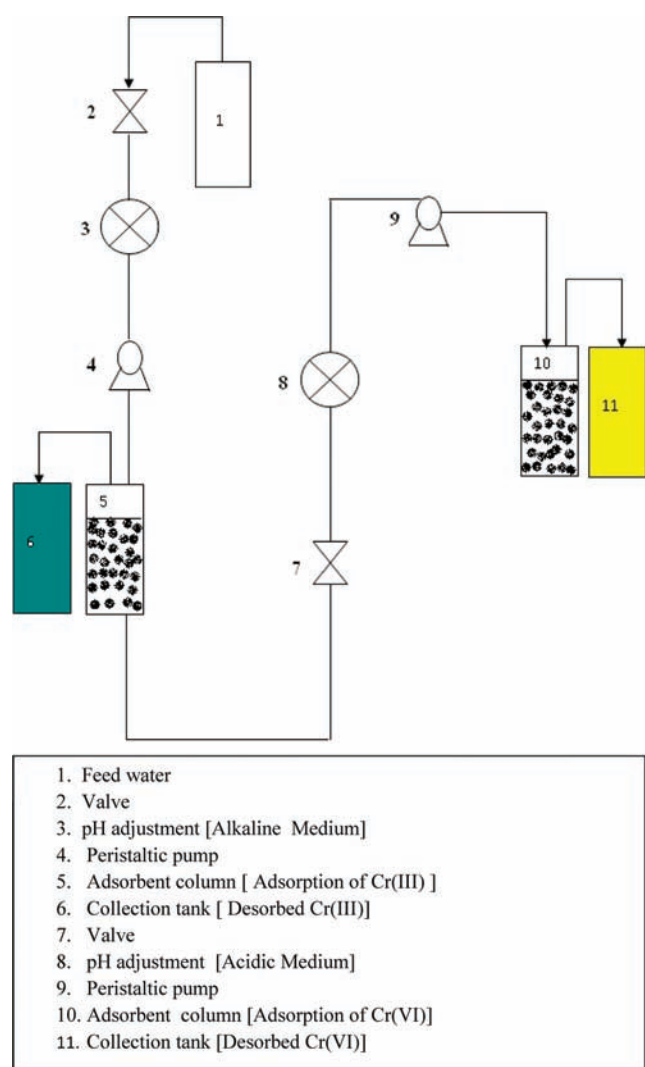 1
2
3
9
4
8
10
11
5
6
7
1. Feed water
2. Valve
3. pH adjustment [Alkaline Medium]
4. Peristaltic pump
5. Adsorbent column [ Adsorption of Cr(III) ]
6. Collection tank [ Desorbed Cr(III)]
7. Valve
8. pH adjustment [Acidic Medium]
9. Peristaltic pump
10. Adsorbent column [Adsorption of Cr(VI)]
11. Collection tank [Desorbed Cr(VI)]